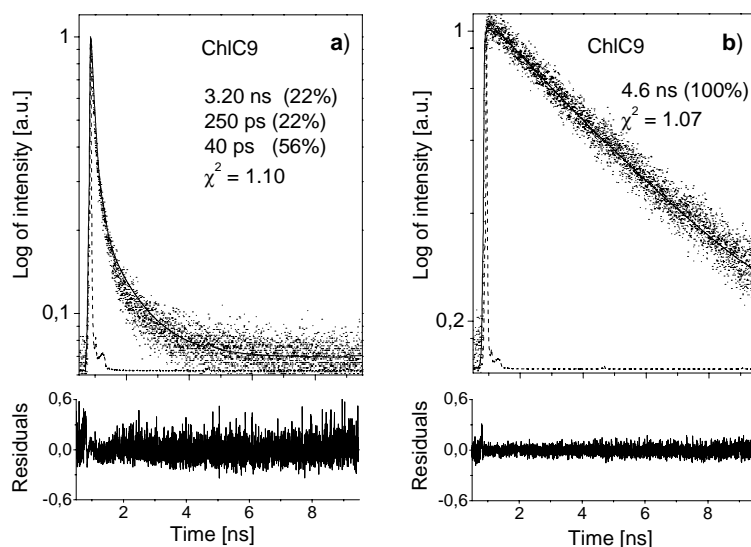 a)
ChlC9
3.20 ns (22%)
250 ps (22%)
40 ps (56%)
χ² = 1.10
Log of intensity [a.u.]
1
0,1
Residuals
0,6
0,0
-0,6
2 4 6 8
Time [ns]
b)
ChlC9
4.6 ns (100%)
χ² = 1.07
Log of intensity [a.u.]
1
0,2
Residuals
0,6
0,0
-0,6
2 4 6 8
Time [ns]